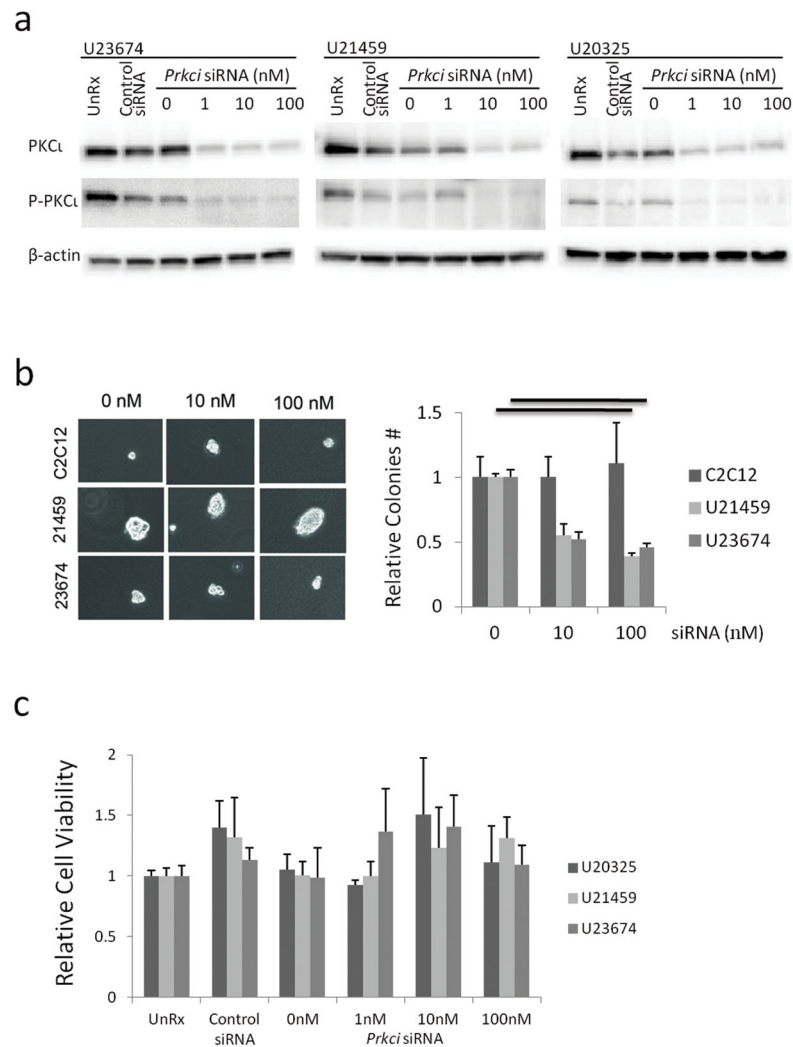 a
U23674
U21459
U20325
UnRx
Control siRNA
Prkci siRNA (nM)
0 1 10 100
UnRx
Control siRNA
Prkci siRNA (nM)
0 1 10 100
UnRx
Control siRNA
Prkci siRNA (nM)
0 1 10 100
PKCι
P-PKCι
β-actin
b
0 nM 10 nM 100 nM
C2C12
21459
23674
Relative Colonies #
1.5
1
0.5
0
0 10 100 siRNA (nM)
C2C12
U21459
U23674
c
Relative Cell Viability
2
1.5
1
0.5
0
UnRx Control siRNA 0nM 1nM 10nM 100nM
Prkci siRNA
U20325
U21459
U23674